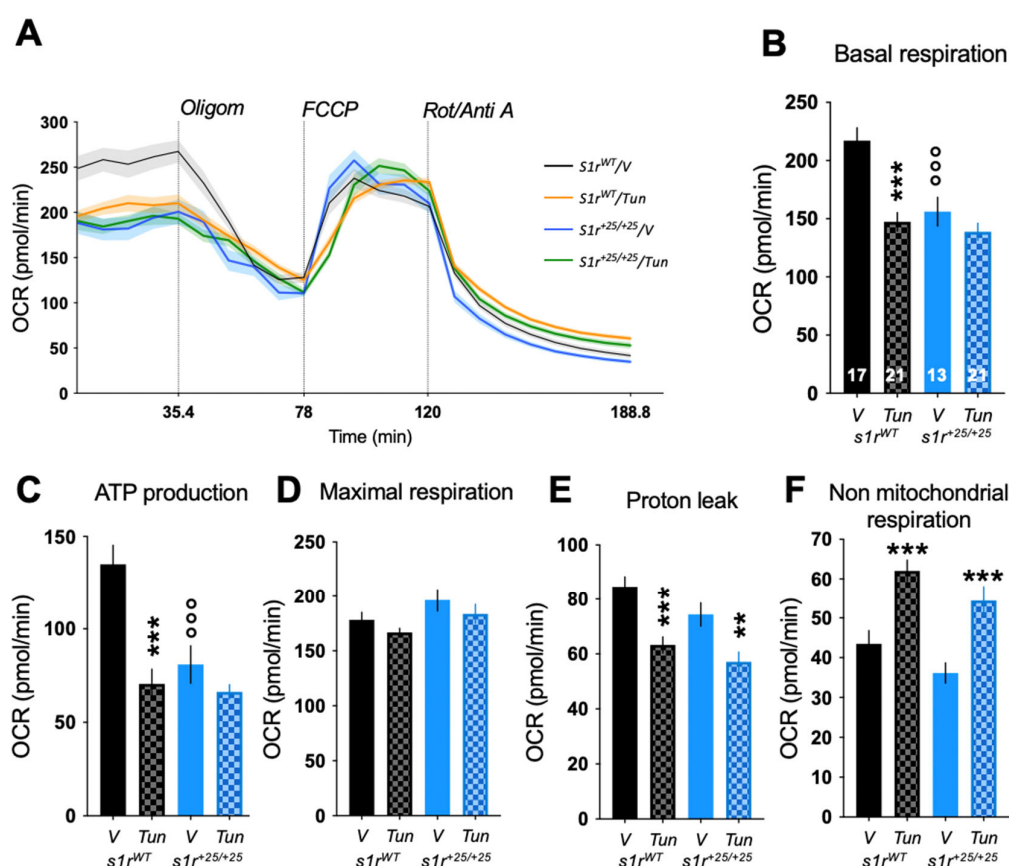 A
Oligom FCCP Rot/Anti A
OCR (pmol/min)
300
250
200
150
100
50
0
35.4 78 120 188.8
Time (min)
S1r^WT/V
S1r^WT/Tun
S1r^+25/+25/V
S1r^+25/+25/Tun
B
Basal respiration
OCR (pmol/min)
250
200
150
100
50
0
*** °°°
17 21 13 21
V Tun V Tun
s1r^WT s1r^+25/+25
C
ATP production
OCR (pmol/min)
150
100
50
0
*** °°°
V Tun V Tun
s1r^WT s1r^+25/+25
D
Maximal respiration
OCR (pmol/min)
300
250
200
150
100
50
0
V Tun V Tun
s1r^WT s1r^+25/+25
E
Proton leak
OCR (pmol/min)
100
80
60
40
20
0
*** **
V Tun V Tun
s1r^WT s1r^+25/+25
F
Non mitochondrial
respiration
OCR (pmol/min)
70
60
50
40
30
20
10
0
*** ***
V Tun V Tun
s1r^WT s1r^+25/+25